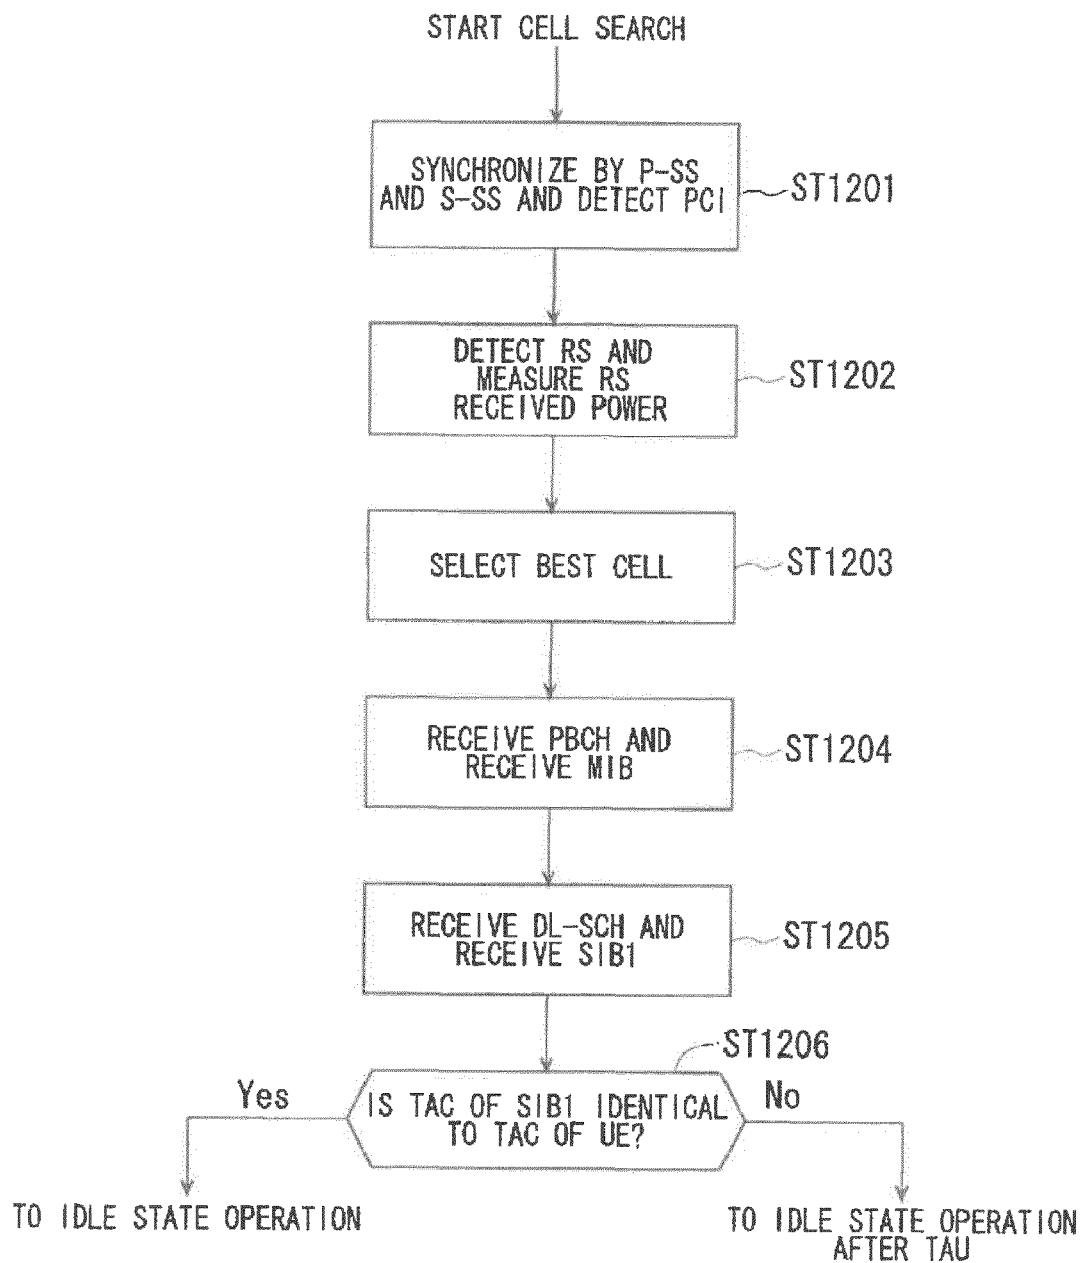 START CELL SEARCH
SYNCHRONIZE BY P-SS
AND S-SS AND DETECT PCI
ST1201
DETECT RS AND
MEASURE RS
RECEIVED POWER
ST1202
SELECT BEST CELL
ST1203
RECEIVE PBCH AND
RECEIVE MIB
ST1204
RECEIVE DL-SCH AND
RECEIVE SIB1
ST1205
ST1206
Yes
IS TAC OF SIB1 IDENTICAL
TO TAC OF UE?
No
TO IDLE STATE OPERATION
TO IDLE STATE OPERATION
AFTER TAU